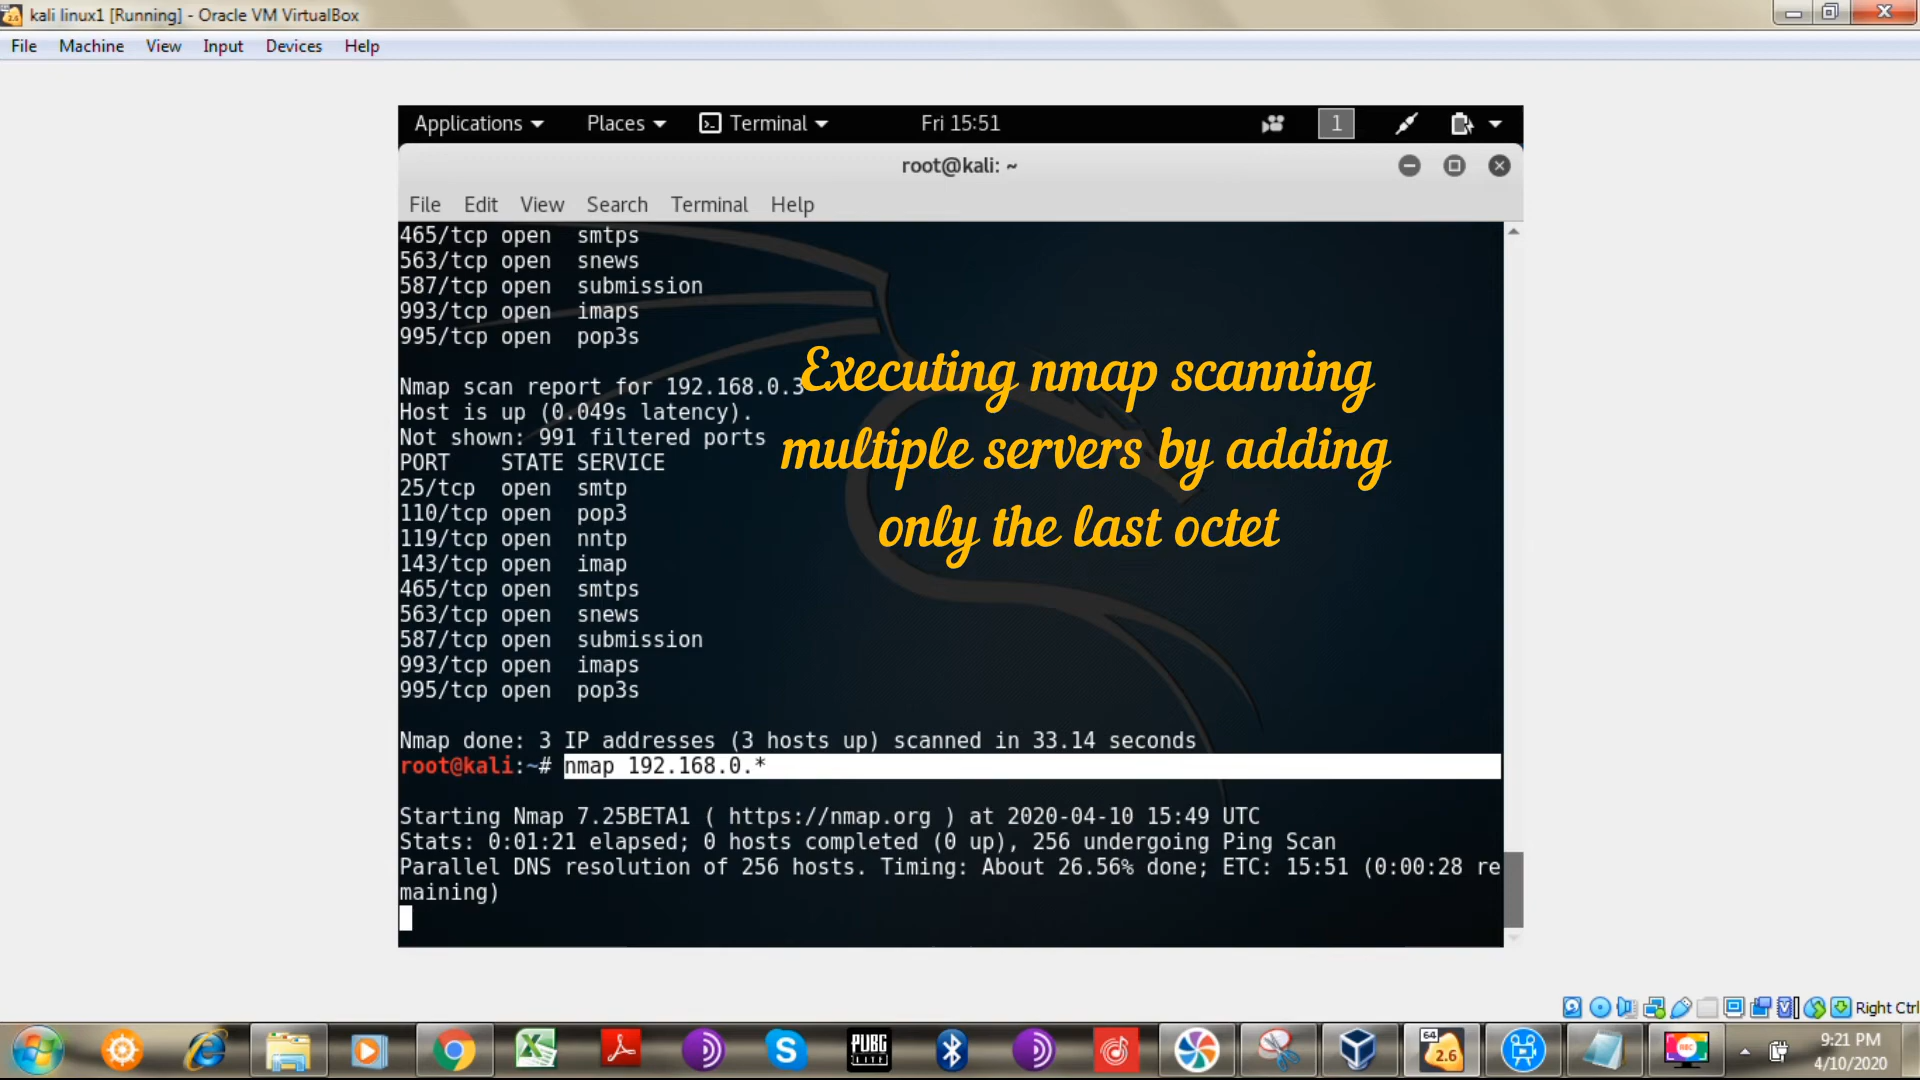 kali linux1 [Running] - Oracle VM VirtualBox
File Machine View Input Devices Help
Applications Places Terminal Fri 15:51 1
root@kali: ~
File Edit View Search Terminal Help
465/tcp open smtps
563/tcp open snews
587/tcp open submission
993/tcp open imaps
995/tcp open pop3s
Nmap scan report for 192.168.0.3
Host is up (0.049s latency).
Not shown: 991 filtered ports
PORT STATE SERVICE
25/tcp open smtp
110/tcp open pop3
119/tcp open nntp
143/tcp open imap
465/tcp open smtps
563/tcp open snews
587/tcp open submission
993/tcp open imaps
995/tcp open pop3s
Executing nmap scanning
multiple servers by adding
only the last octet
Nmap done: 3 IP addresses (3 hosts up) scanned in 33.14 seconds
root@kali:~# nmap 192.168.0.*
Starting Nmap 7.25BETA1 ( https://nmap.org ) at 2020-04-10 15:49 UTC
Stats: 0:01:21 elapsed; 0 hosts completed (0 up), 256 undergoing Ping Scan
Parallel DNS resolution of 256 hosts. Timing: About 26.56% done; ETC: 15:51 (0:00:28 re
maining)
Right Ctrl
PUBG
LITE
64
2.6
9:21 PM
4/10/2020